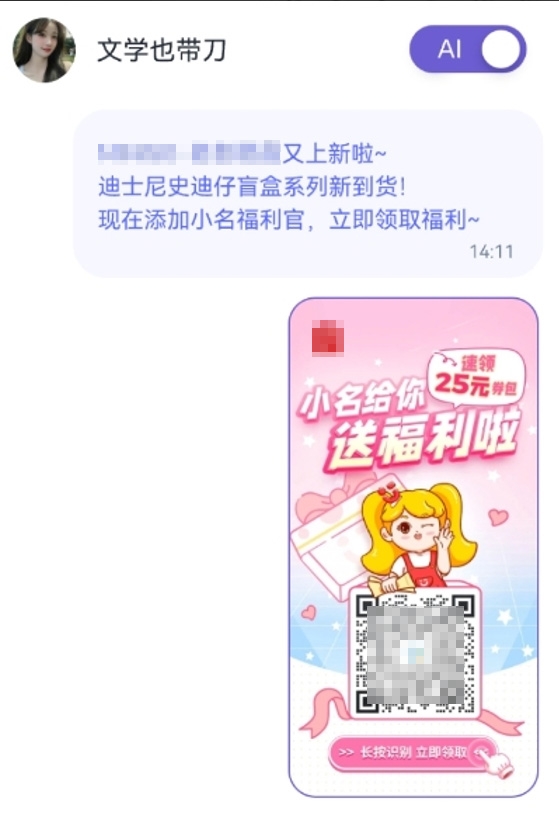 文学也带刀
AI
又上新啦~
迪士尼史迪仔盲盒系列新到货!
现在添加小名福利官，立即领取福利~
14:11
速领
25元券包
小名给你
送福利啦
>> 长按识别 立即领取